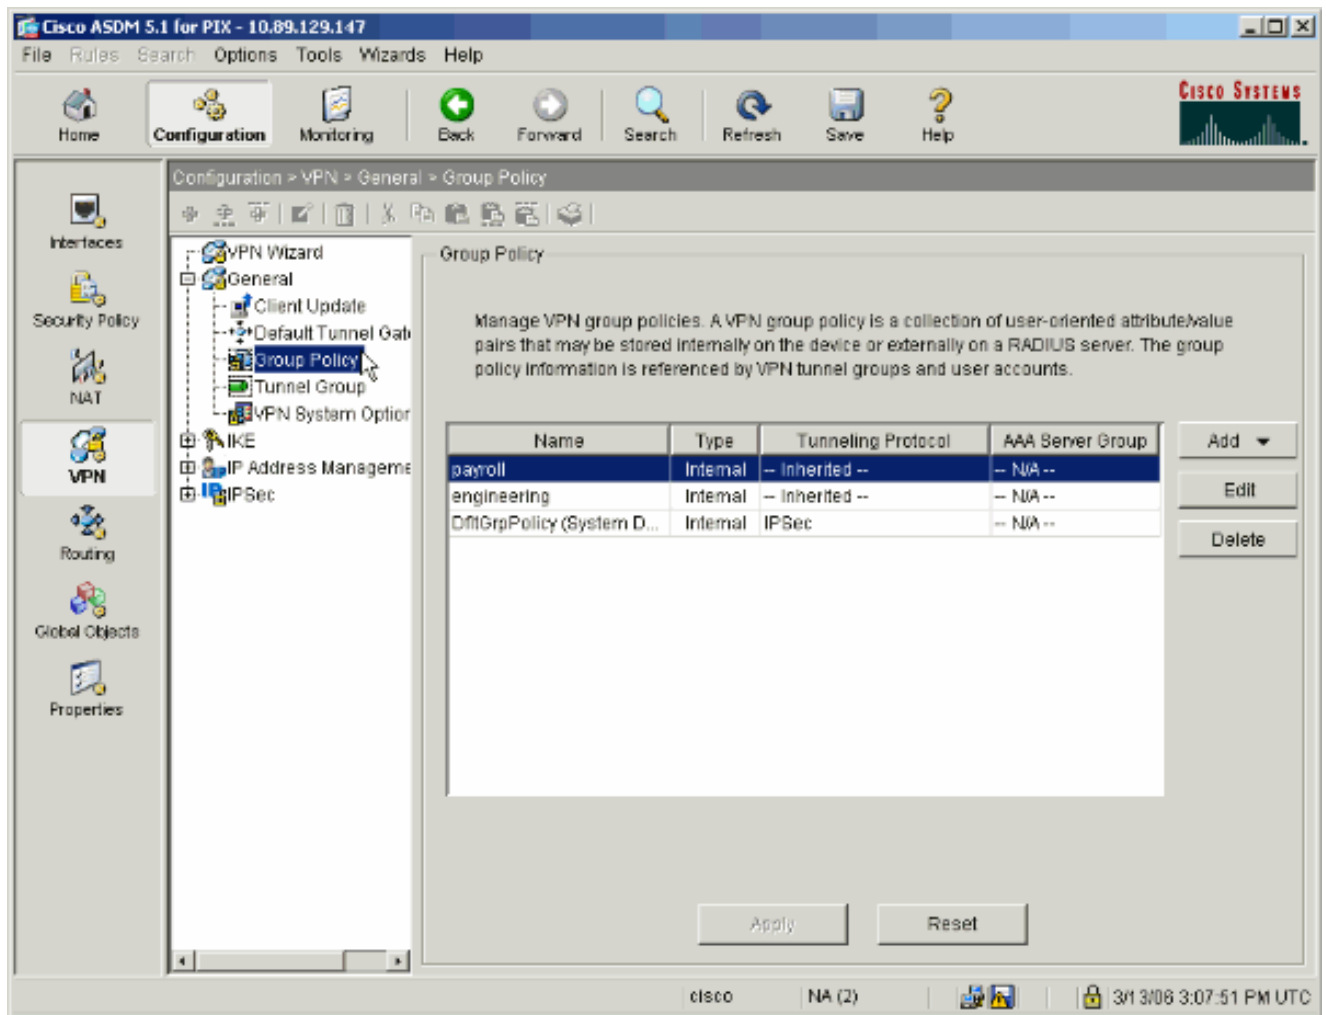 Cisco ASDM 5.1 for PIX - 10.89.129.147
File Rules Search Options Tools Wizards Help
Home Configuration Monitoring Back Forward Search Refresh Save Help
CISCO SYSTEMS
Configuration > VPN > General > Group Policy
Interfaces
Security Policy
NAT
VPN
Routing
Global Objects
Properties
VPN Wizard
General
Client Update
Default Tunnel Gate
Group Policy
Tunnel Group
VPN System Option
IKE
IP Address Manageme
IPSec
Group Policy
Manage VPN group policies. A VPN group policy is a collection of user-oriented attribute/value
pairs that may be stored internally on the device or externally on a RADIUS server. The group
policy information is referenced by VPN tunnel groups and user accounts.
Name Type Tunneling Protocol AAA Server Group
payroll Internal -- Inherited -- -- N/A --
engineering Internal -- Inherited -- -- N/A --
DfltGrpPolicy (System D... Internal IPSec -- N/A --
Add
Edit
Delete
Apply Reset
cisco NA (2) 3/13/06 3:07:51 PM UTC